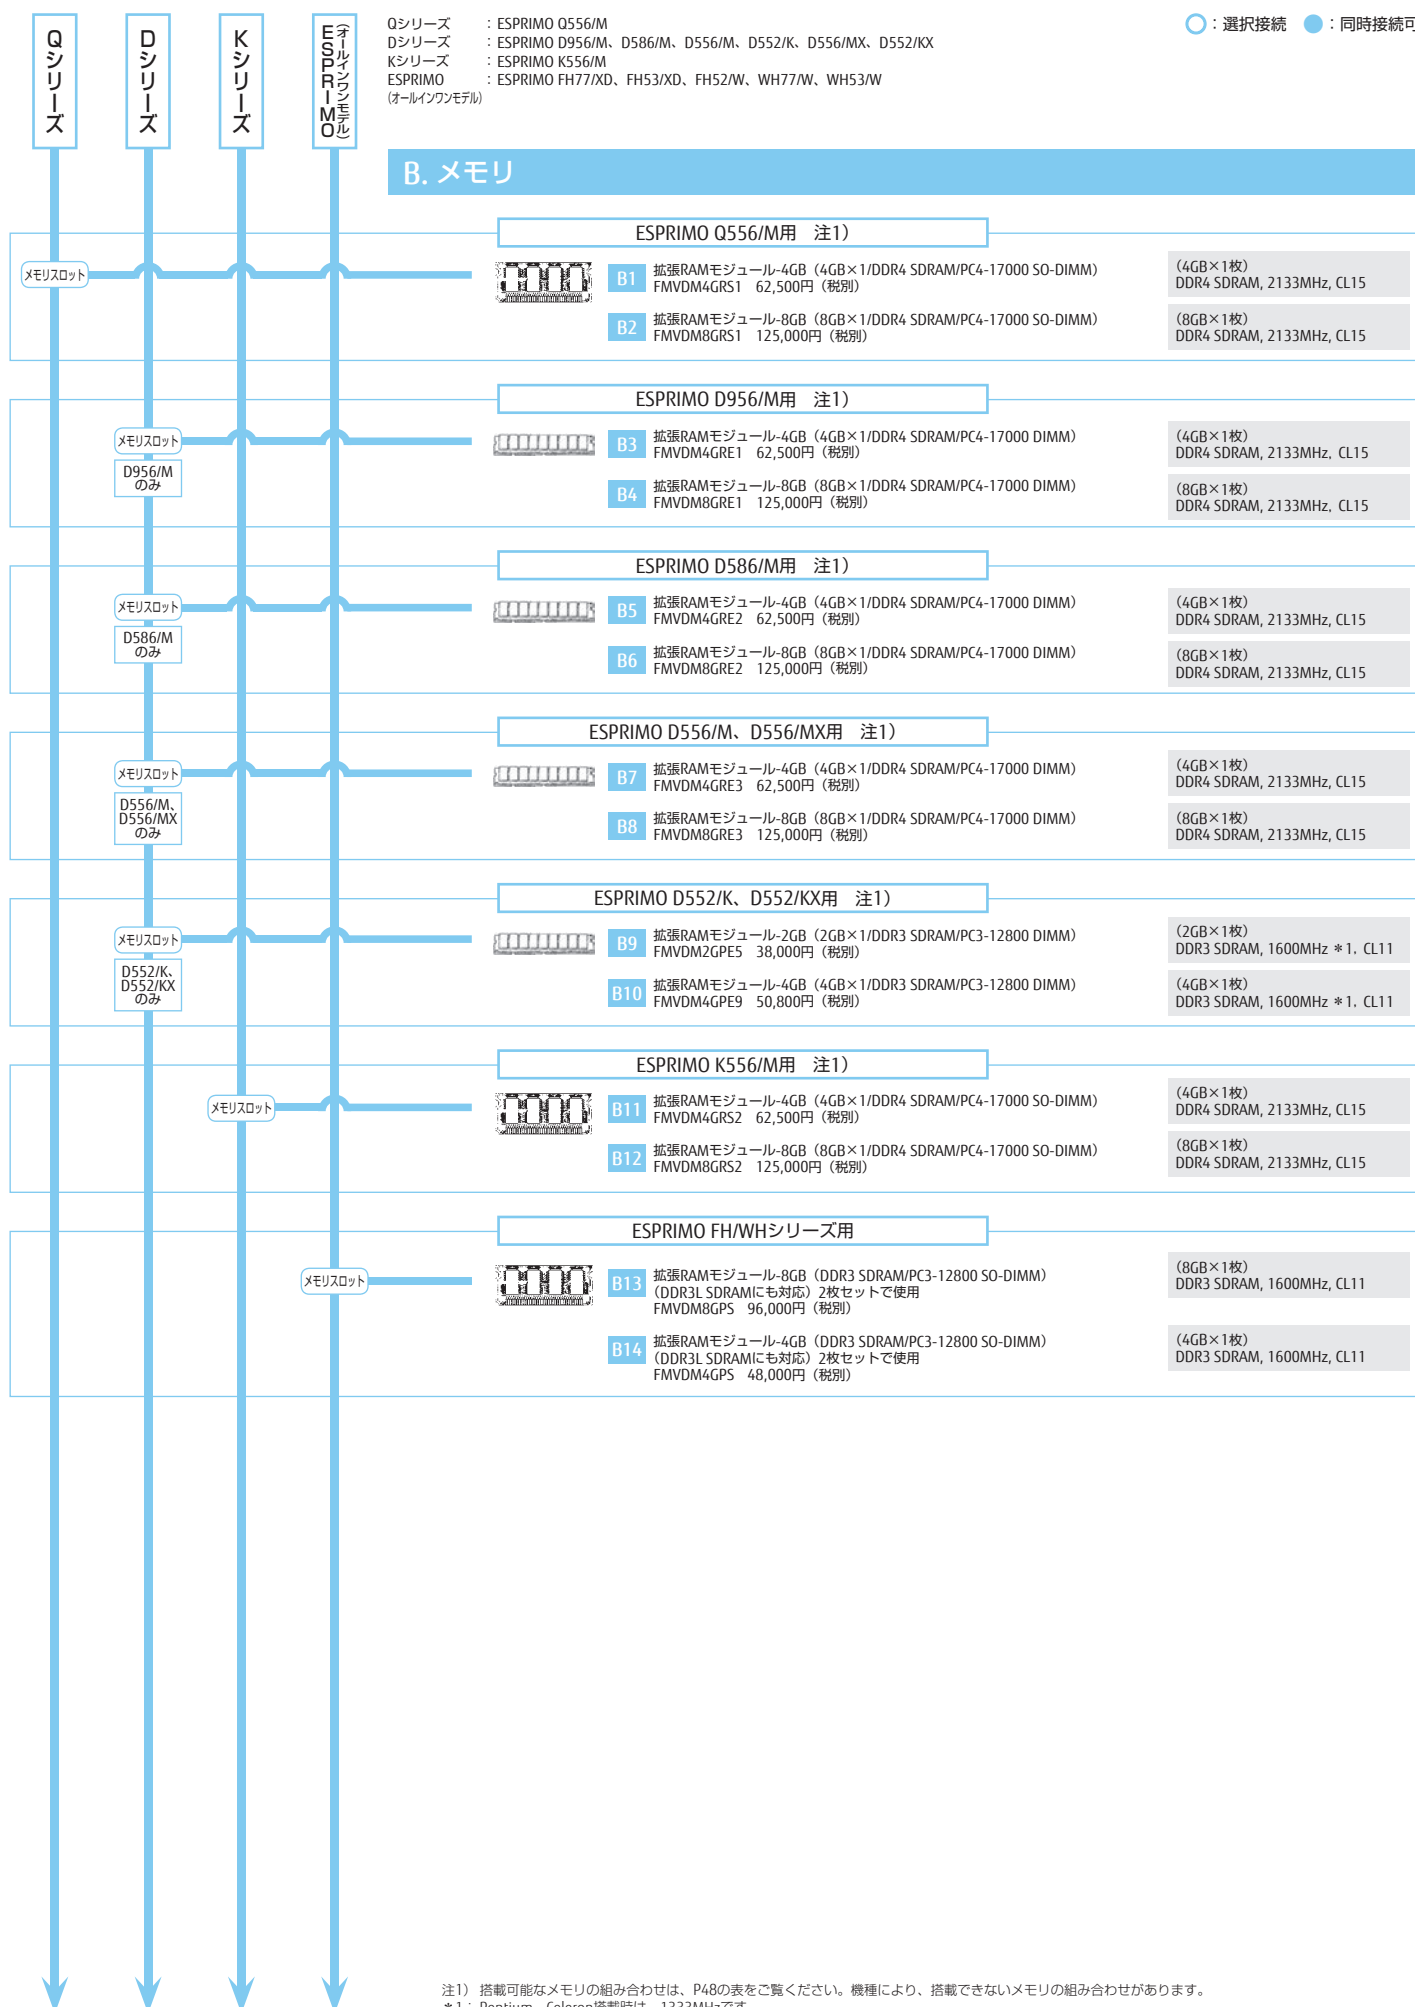 Qシリーズ
Dシリーズ
Kシリーズ
ESPRIMO
(オールインワンモデル)
Qシリーズ : ESPRIMO Q556/M
Dシリーズ : ESPRIMO D956/M、D586/M、D556/M、D552/K、D556/MX、D552/KX
Kシリーズ : ESPRIMO K556/M
ESPRIMO : ESPRIMO FH77/XD、FH53/XD、FH52/W、WH77/W、WH53/W
(オールインワンモデル)
○:選択接続 ●:同時接続可
B. メモリ
ESPRIMO Q556/M用 注1)
メモリスロット
B1 拡張RAMモジュール-4GB(4GB×1/DDR4 SDRAM/PC4-17000 SO-DIMM)
FMVDM4GRS1 62,500円(税別)
(4GB×1枚)
DDR4 SDRAM, 2133MHz, CL15
B2 拡張RAMモジュール-8GB(8GB×1/DDR4 SDRAM/PC4-17000 SO-DIMM)
FMVDM8GRS1 125,000円(税別)
(8GB×1枚)
DDR4 SDRAM, 2133MHz, CL15
ESPRIMO D956/M用 注1)
メモリスロット
D956/M
のみ
B3 拡張RAMモジュール-4GB(4GB×1/DDR4 SDRAM/PC4-17000 DIMM)
FMVDM4GRE1 62,500円(税別)
(4GB×1枚)
DDR4 SDRAM, 2133MHz, CL15
B4 拡張RAMモジュール-8GB(8GB×1/DDR4 SDRAM/PC4-17000 DIMM)
FMVDM8GRE1 125,000円(税別)
(8GB×1枚)
DDR4 SDRAM, 2133MHz, CL15
ESPRIMO D586/M用 注1)
メモリスロット
D586/M
のみ
B5 拡張RAMモジュール-4GB(4GB×1/DDR4 SDRAM/PC4-17000 DIMM)
FMVDM4GRE2 62,500円(税別)
(4GB×1枚)
DDR4 SDRAM, 2133MHz, CL15
B6 拡張RAMモジュール-8GB(8GB×1/DDR4 SDRAM/PC4-17000 DIMM)
FMVDM8GRE2 125,000円(税別)
(8GB×1枚)
DDR4 SDRAM, 2133MHz, CL15
ESPRIMO D556/M、D556/MX用 注1)
メモリスロット
D556/M、
D556/MX
のみ
B7 拡張RAMモジュール-4GB(4GB×1/DDR4 SDRAM/PC4-17000 DIMM)
FMVDM4GRE3 62,500円(税別)
(4GB×1枚)
DDR4 SDRAM, 2133MHz, CL15
B8 拡張RAMモジュール-8GB(8GB×1/DDR4 SDRAM/PC4-17000 DIMM)
FMVDM8GRE3 125,000円(税別)
(8GB×1枚)
DDR4 SDRAM, 2133MHz, CL15
ESPRIMO D552/K、D552/KX用 注1)
メモリスロット
D552/K、
D552/KX
のみ
B9 拡張RAMモジュール-2GB(2GB×1/DDR3 SDRAM/PC3-12800 DIMM)
FMVDM2GPE5 38,000円(税別)
(2GB×1枚)
DDR3 SDRAM, 1600MHz *1, CL11
B10 拡張RAMモジュール-4GB(4GB×1/DDR3 SDRAM/PC3-12800 DIMM)
FMVDM4GPE9 50,800円(税別)
(4GB×1枚)
DDR3 SDRAM, 1600MHz *1, CL11
ESPRIMO K556/M用 注1)
メモリスロット
B11 拡張RAMモジュール-4GB(4GB×1/DDR4 SDRAM/PC4-17000 SO-DIMM)
FMVDM4GRS2 62,500円(税別)
(4GB×1枚)
DDR4 SDRAM, 2133MHz, CL15
B12 拡張RAMモジュール-8GB(8GB×1/DDR4 SDRAM/PC4-17000 SO-DIMM)
FMVDM8GRS2 125,000円(税別)
(8GB×1枚)
DDR4 SDRAM, 2133MHz, CL15
ESPRIMO FH/WHシリーズ用
メモリスロット
B13 拡張RAMモジュール-8GB(DDR3 SDRAM/PC3-12800 SO-DIMM)
(DDR3L SDRAMにも対応)2枚セットで使用
FMVDM8GPS 96,000円(税別)
(8GB×1枚)
DDR3 SDRAM, 1600MHz, CL11
B14 拡張RAMモジュール-4GB(DDR3 SDRAM/PC3-12800 SO-DIMM)
(DDR3L SDRAMにも対応)2枚セットで使用
FMVDM4GPS 48,000円(税別)
(4GB×1枚)
DDR3 SDRAM, 1600MHz, CL11
注1) 搭載可能なメモリの組み合わせは、P48の表をご覧ください。機種により、搭載できないメモリの組み合わせがあります。
*1:Pentium、Celeron搭載時は、1333MHzです。